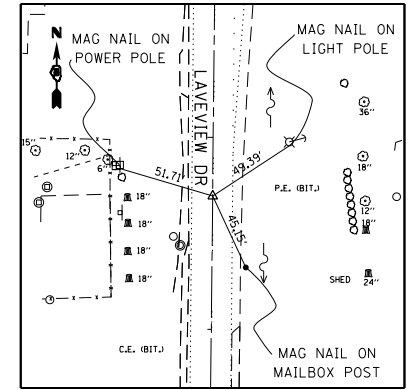 N
MAG NAIL ON
POWER POLE
MAG NAIL ON
LIGHT POLE
LAVEVIEW DR
36"
15"
12"
6"
18"
51.71'
49.39'
P.E. (BIT.)
18"
12"
18"
18"
45.15'
18"
18"
SHED
24"
C.E. (BIT.)
MAG NAIL ON
MAILBOX POST